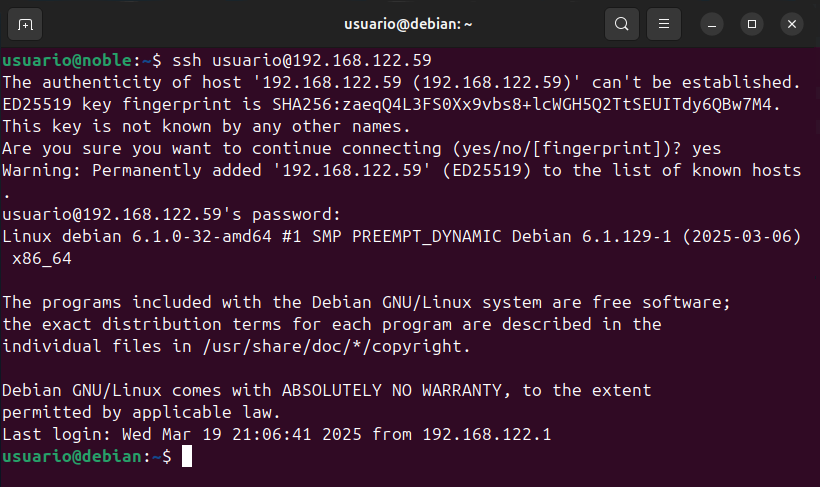 usuario@debian: ~
usuario@noble:~$ ssh usuario@192.168.122.59
The authenticity of host '192.168.122.59 (192.168.122.59)' can't be established.
ED25519 key fingerprint is SHA256:zaeqQ4L3FS0Xx9vbs8+lcWGH5Q2TtSEUITdy6QBw7M4.
This key is not known by any other names.
Are you sure you want to continue connecting (yes/no/[fingerprint])? yes
Warning: Permanently added '192.168.122.59' (ED25519) to the list of known hosts
.
usuario@192.168.122.59's password:
Linux debian 6.1.0-32-amd64 #1 SMP PREEMPT_DYNAMIC Debian 6.1.129-1 (2025-03-06)
 x86_64

The programs included with the Debian GNU/Linux system are free software;
the exact distribution terms for each program are described in the
individual files in /usr/share/doc/*/copyright.

Debian GNU/Linux comes with ABSOLUTELY NO WARRANTY, to the extent
permitted by applicable law.
Last login: Wed Mar 19 21:06:41 2025 from 192.168.122.1
usuario@debian:~$